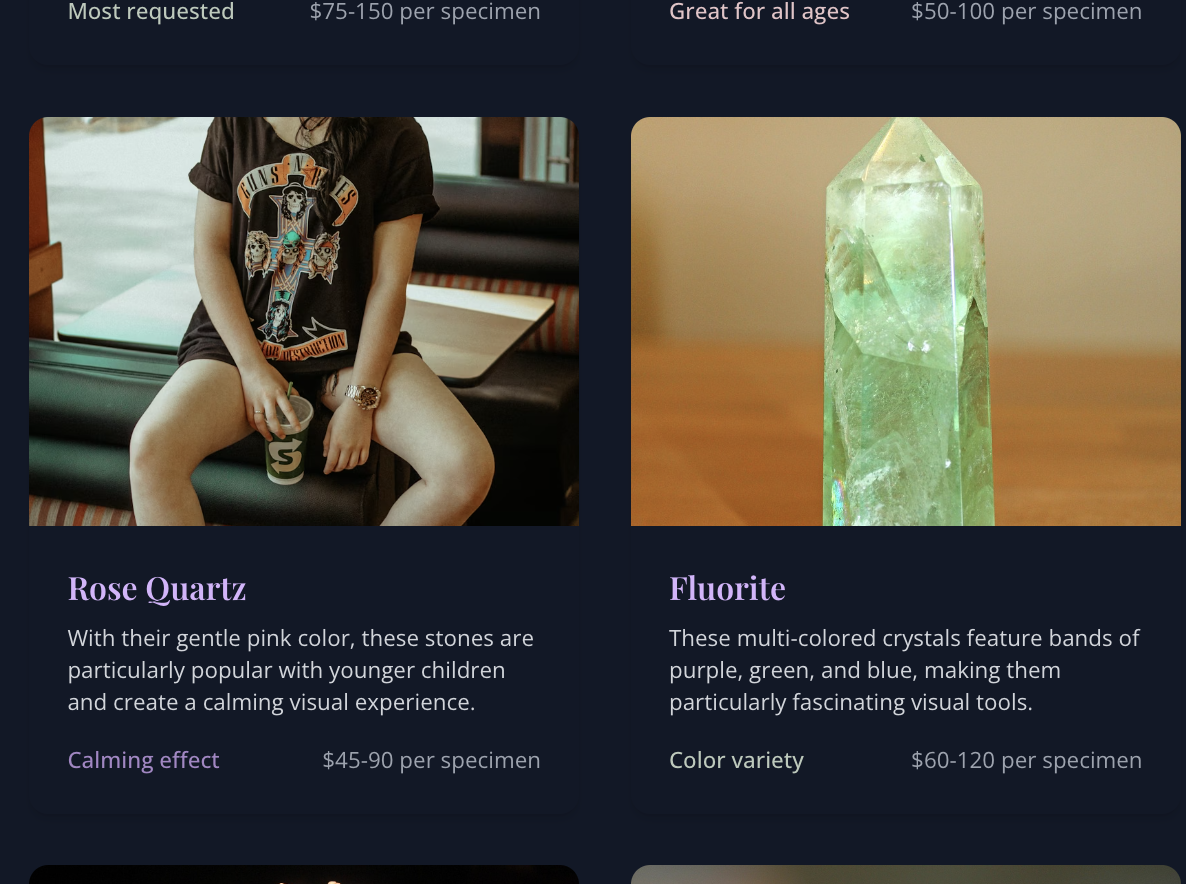 Most requested
$75-150 per specimen
Great for all ages
$50-100 per specimen
GUNS N' ROSES
FOR DESTRUCTION
S
Rose Quartz
With their gentle pink color, these stones are
particularly popular with younger children
and create a calming visual experience.
Calming effect
$45-90 per specimen
Fluorite
These multi-colored crystals feature bands of
purple, green, and blue, making them
particularly fascinating visual tools.
Color variety
$60-120 per specimen